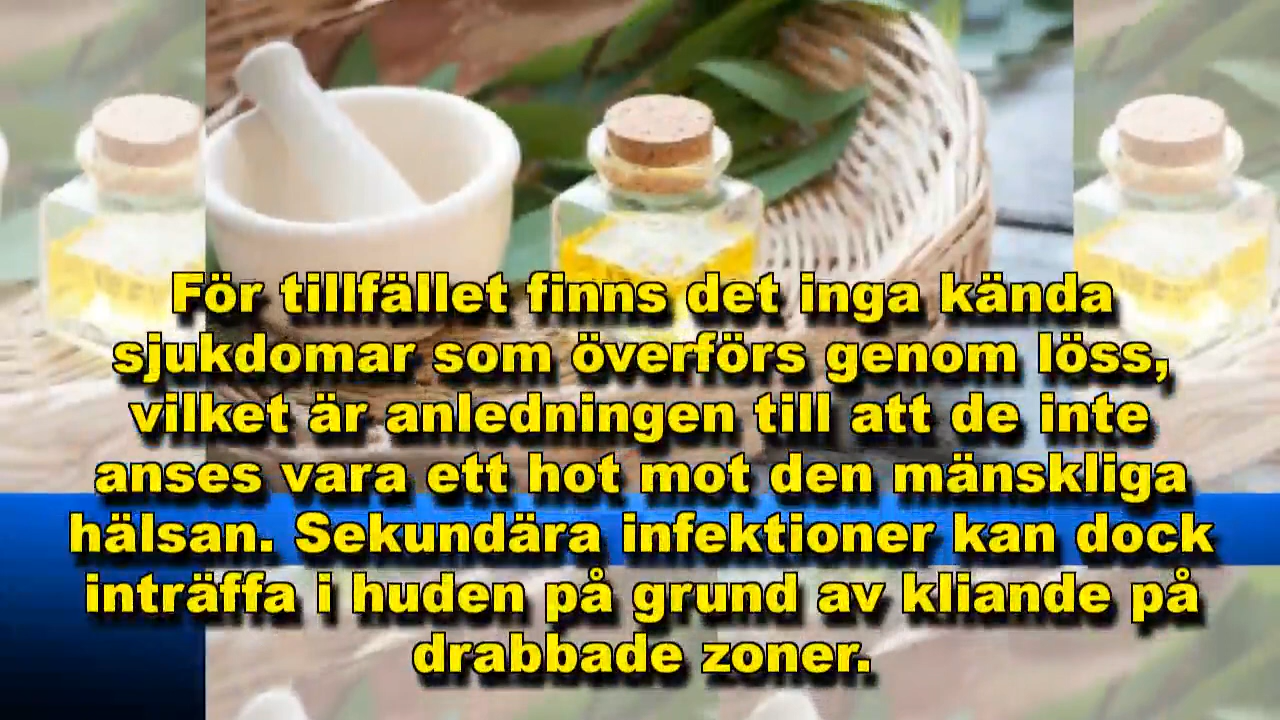 För tillfället finns det inga kända
sjukdomar som överförs genom löss,
vilket är anledningen till att de inte
anses vara ett hot mot den mänskliga
hälsan. Sekundära infektioner kan dock
inträffa i huden på grund av kliande på
drabbade zoner.